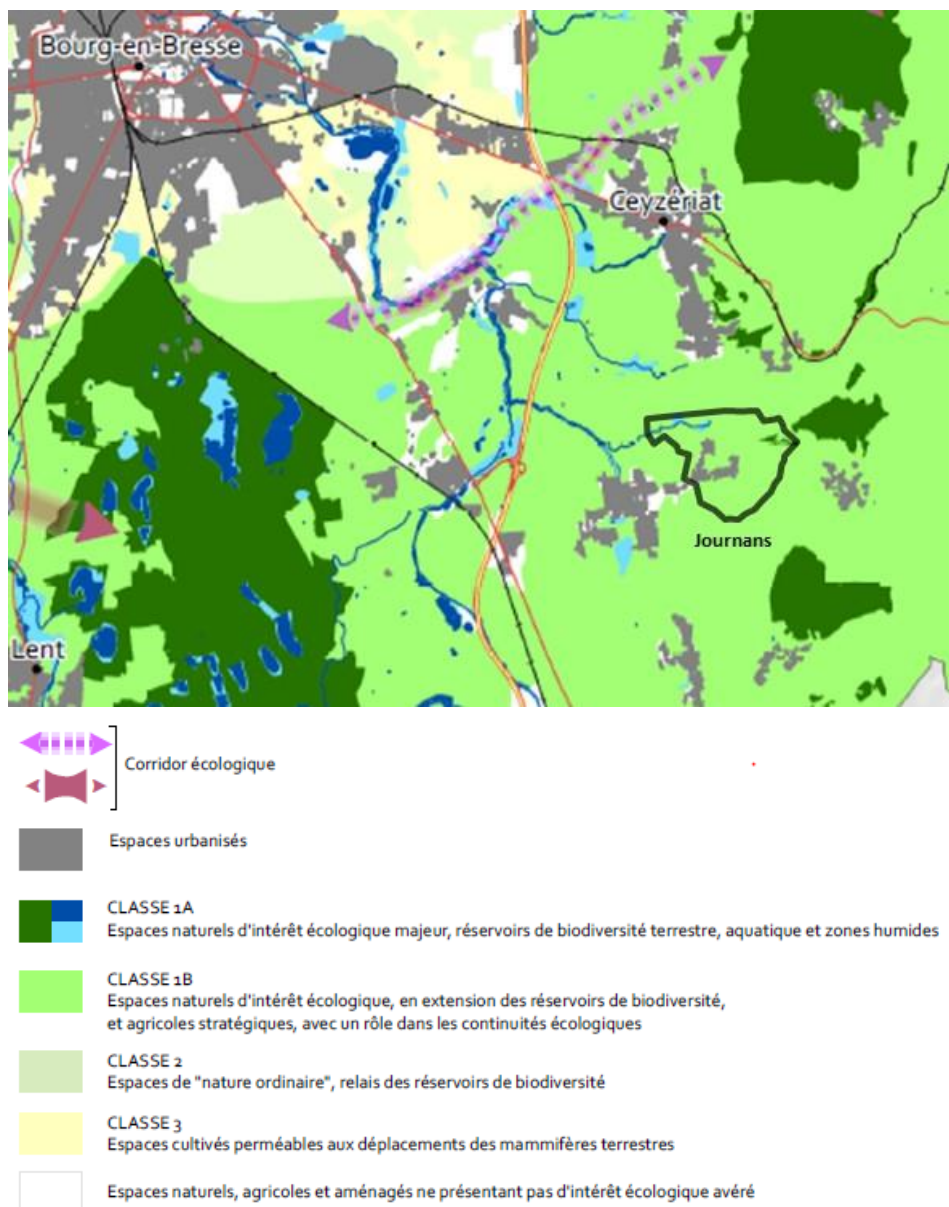 Bourg-en-Bresse
Ceyzériat
Journans
Lent
Corridor écologique
Espaces urbanisés
CLASSE 1A
Espaces naturels d'intérêt écologique majeur, réservoirs de biodiversité terrestre, aquatique et zones humides
CLASSE 1B
Espaces naturels d'intérêt écologique, en extension des réservoirs de biodiversité,
et agricoles stratégiques, avec un rôle dans les continuités écologiques
CLASSE 2
Espaces de "nature ordinaire", relais des réservoirs de biodiversité
CLASSE 3
Espaces cultivés perméables aux déplacements des mammifères terrestres
Espaces naturels, agricoles et aménagés ne présentant pas d'intérêt écologique avéré